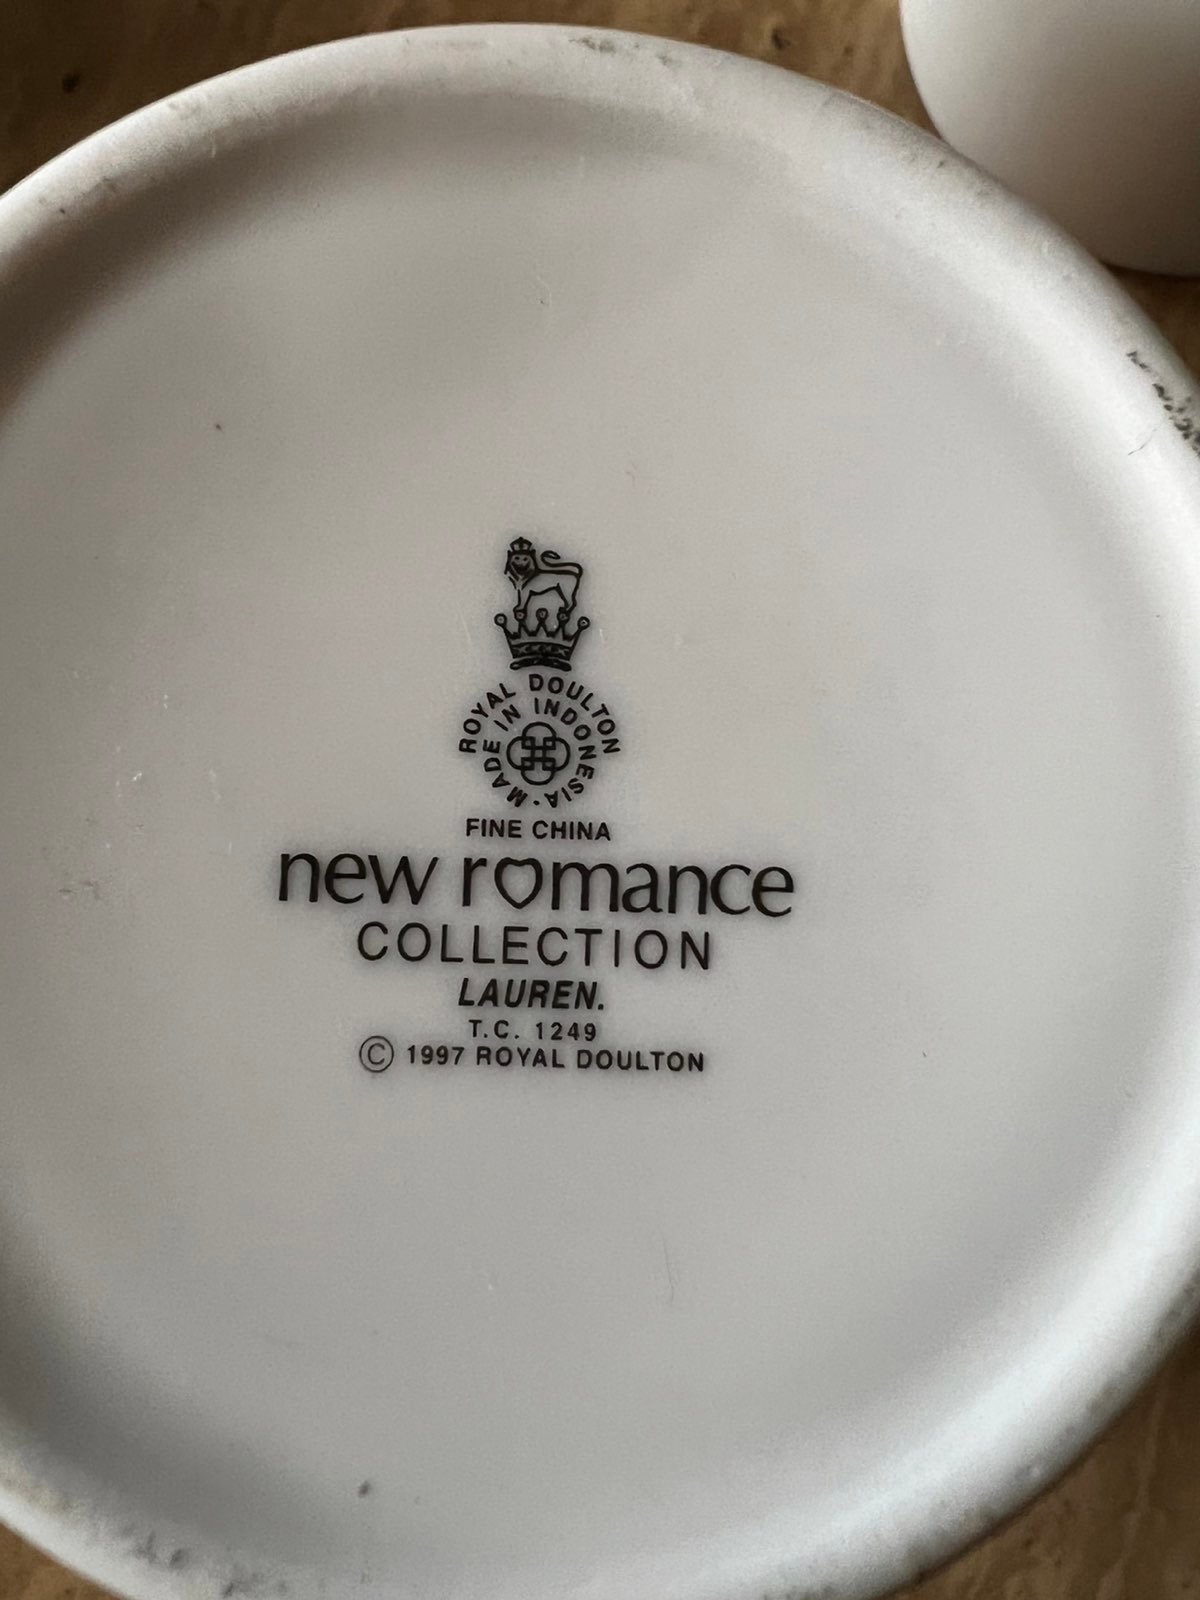 ROYAL DOULTON
MADE IN INDONESIA ·
FINE CHINA
new romance
COLLECTION
LAUREN.
T.C. 1249
© 1997 ROYAL DOULTON